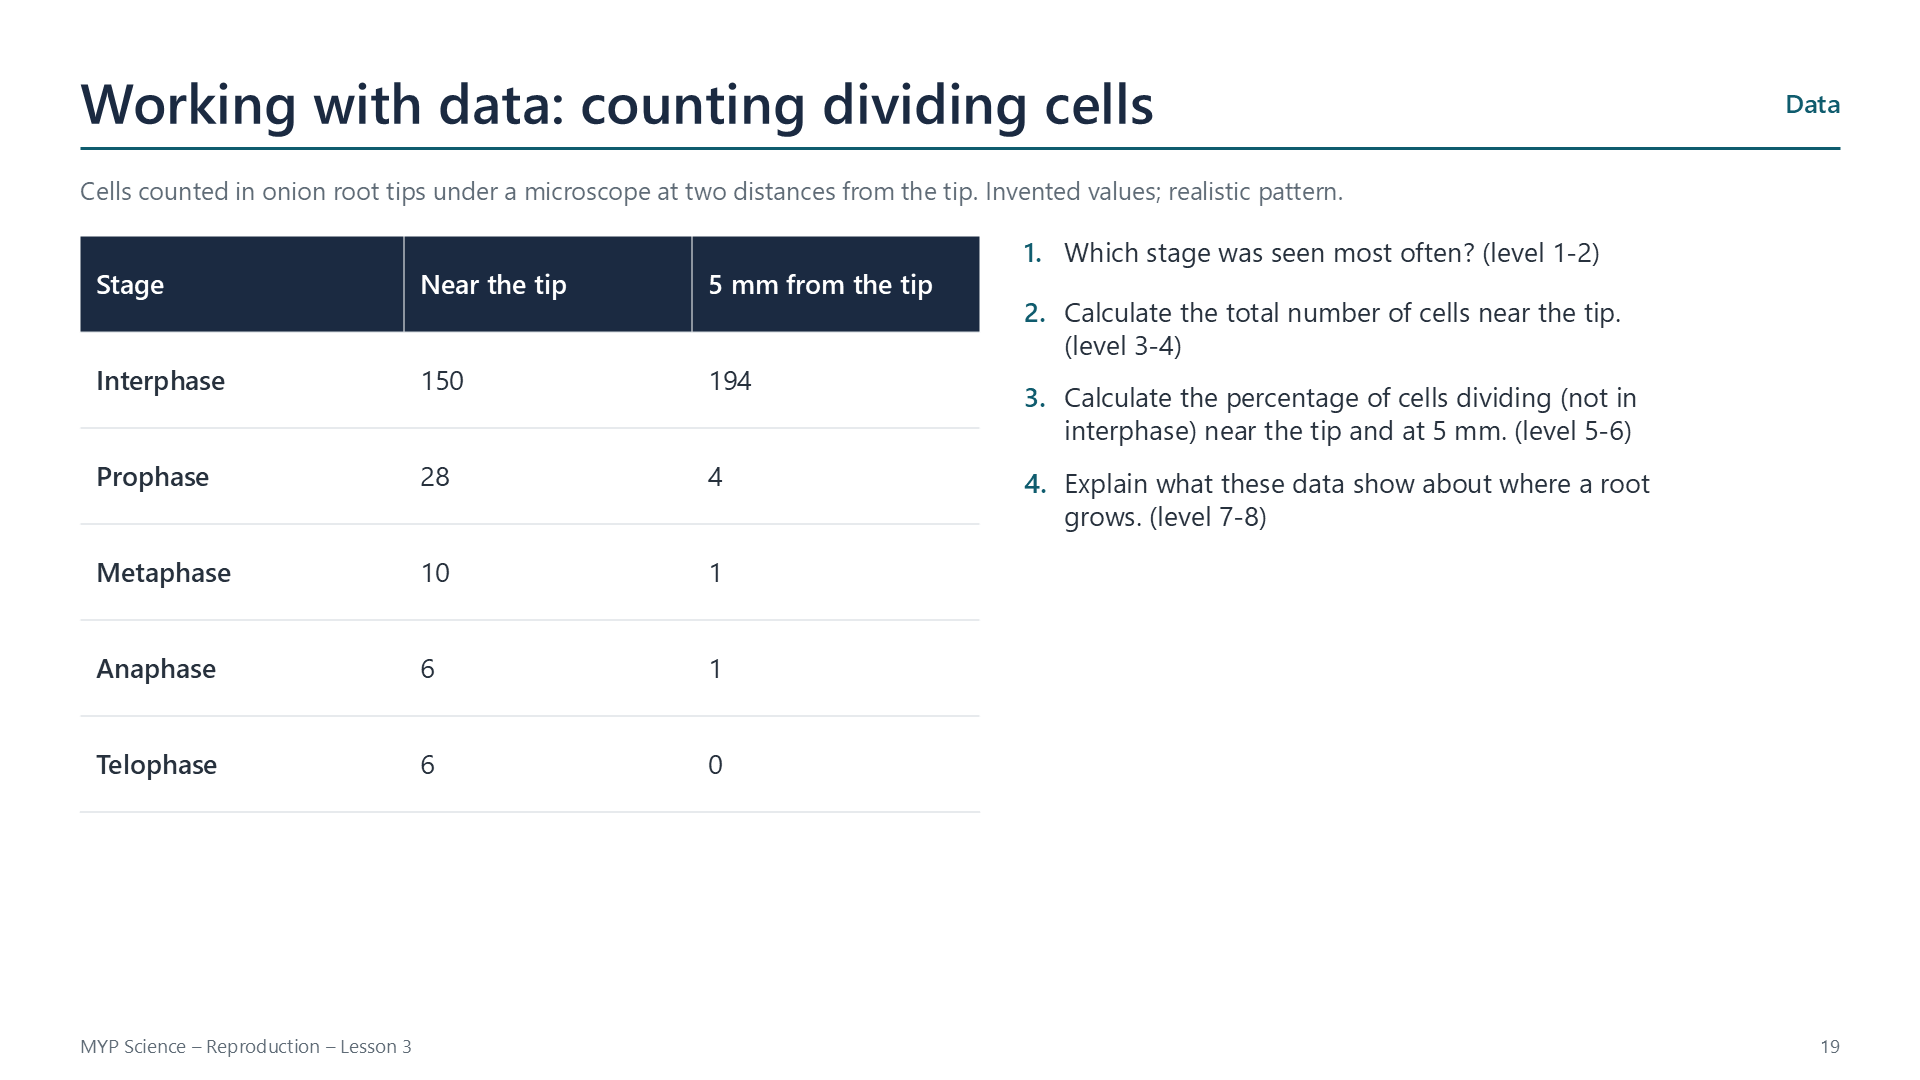 Working with data: counting dividing cells
Data
Cells counted in onion root tips under a microscope at two distances from the tip. Invented values; realistic pattern.
Stage Near the tip 5 mm from the tip
Interphase 150 194
Prophase 28 4
Metaphase 10 1
Anaphase 6 1
Telophase 6 0
1. Which stage was seen most often? (level 1-2)
2. Calculate the total number of cells near the tip.
(level 3-4)
3. Calculate the percentage of cells dividing (not in
interphase) near the tip and at 5 mm. (level 5-6)
4. Explain what these data show about where a root
grows. (level 7-8)
MYP Science – Reproduction – Lesson 3
19